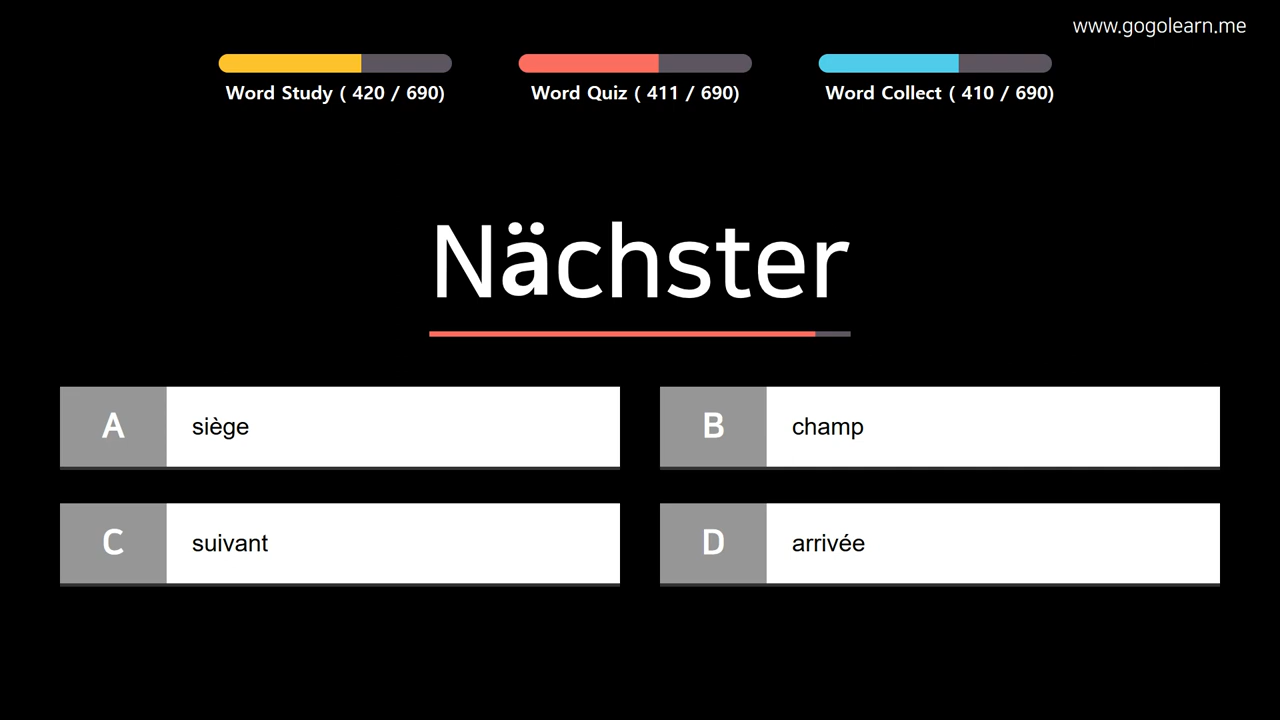 www.gogolearn.me
Word Study ( 420 / 690)
Word Quiz ( 411 / 690)
Word Collect ( 410 / 690)
Nächster
A siège
B champ
C suivant
D arrivée